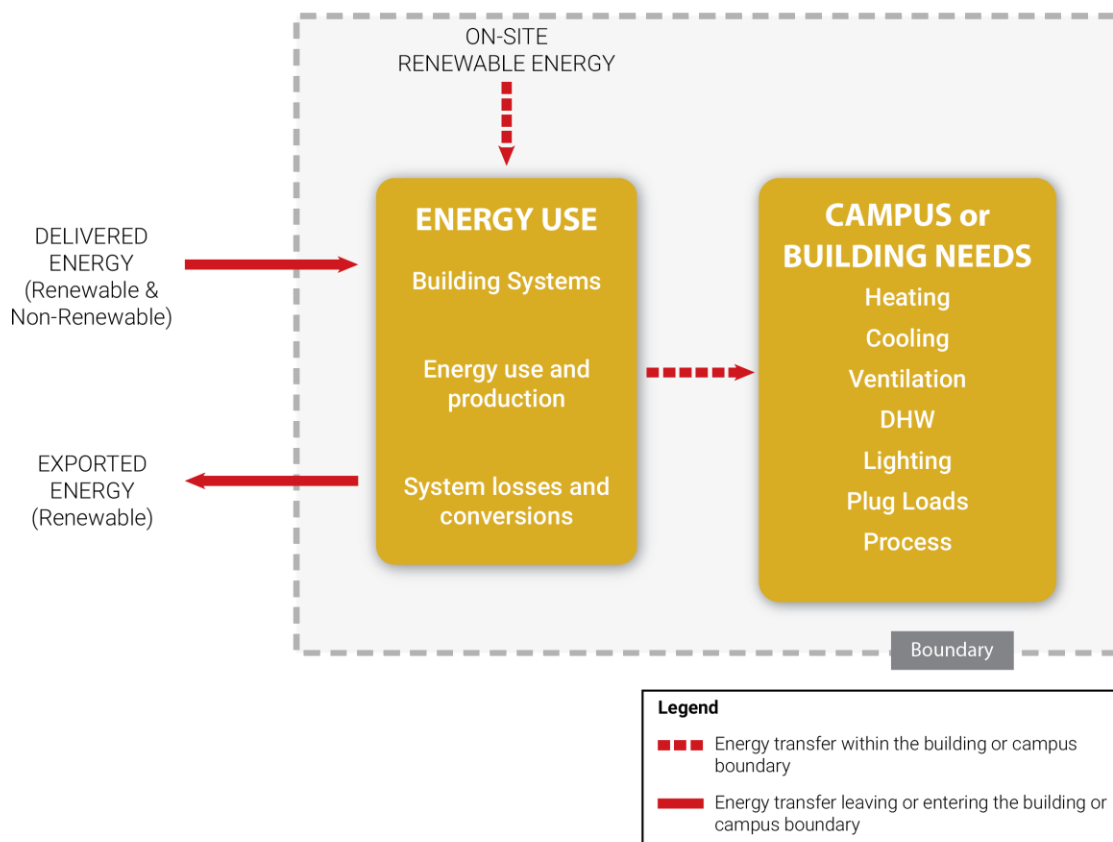 ON-SITE
RENEWABLE ENERGY
DELIVERED
ENERGY
(Renewable &
Non-Renewable)
EXPORTED
ENERGY
(Renewable)
ENERGY USE
Building Systems
Energy use and
production
System losses and
conversions
CAMPUS or
BUILDING NEEDS
Heating
Cooling
Ventilation
DHW
Lighting
Plug Loads
Process
Boundary
Legend
Energy transfer within the building or campus
boundary
Energy transfer leaving or entering the building or
campus boundary